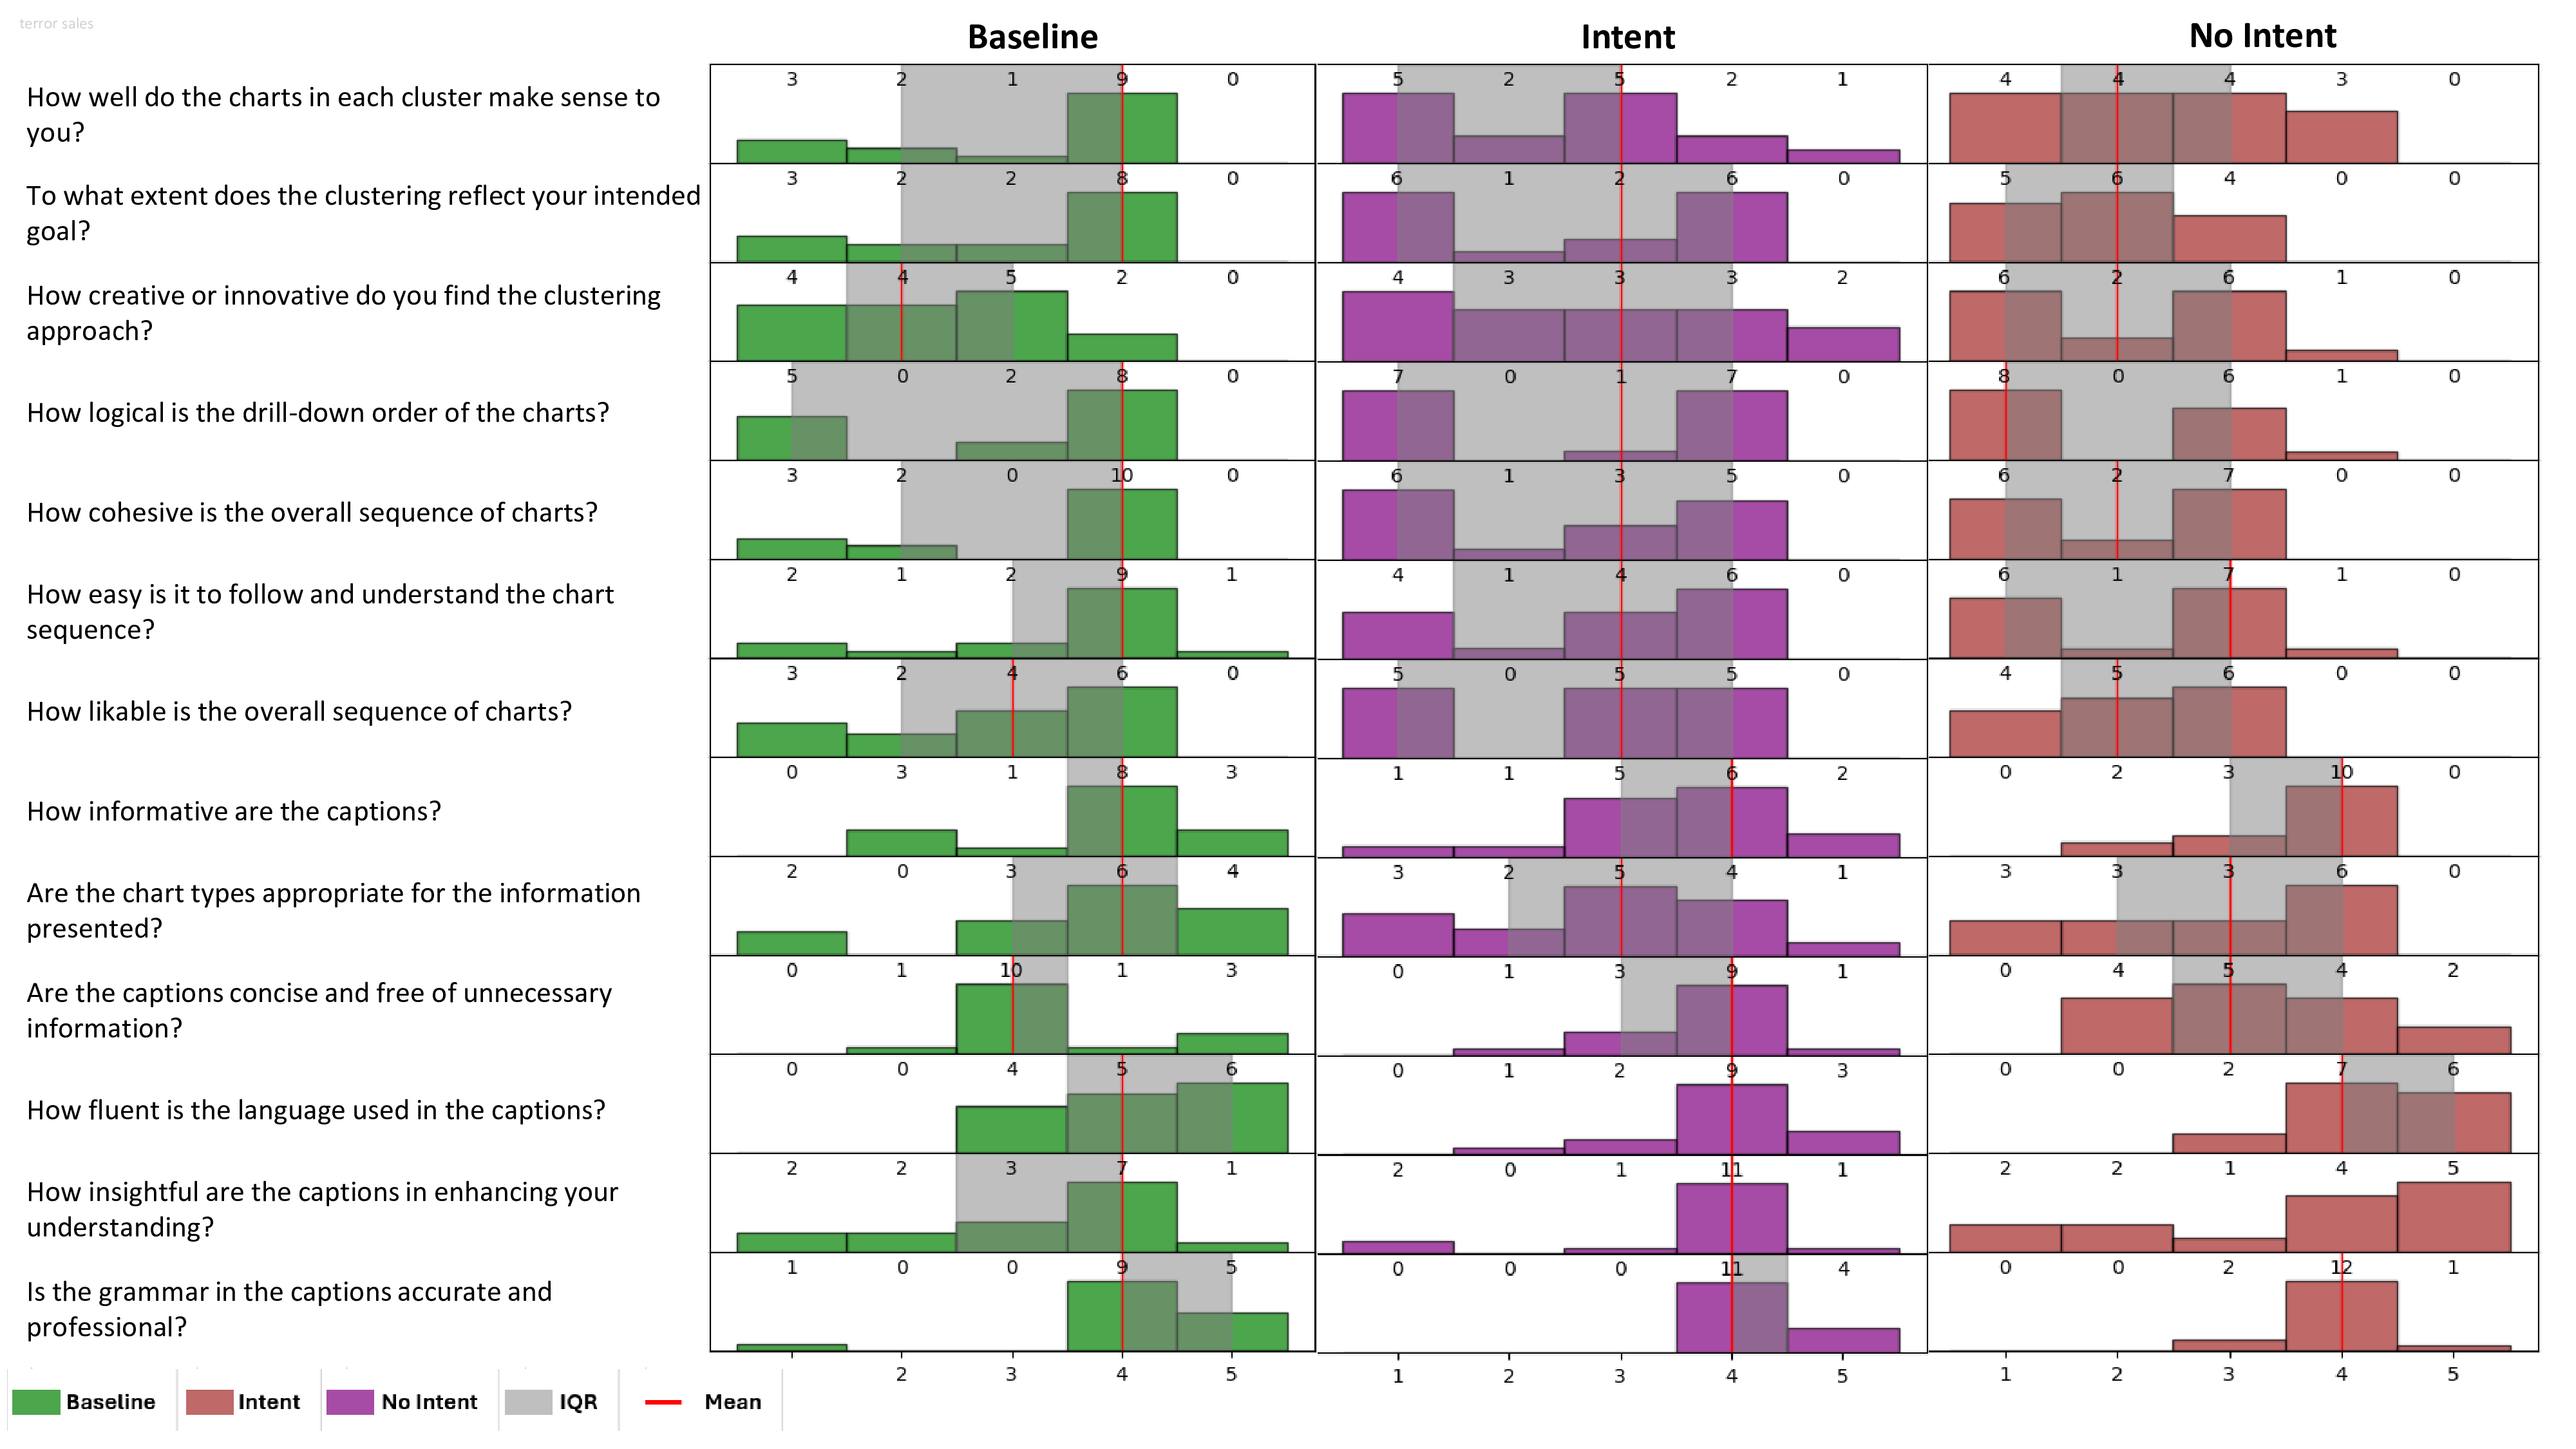 terror sales
Baseline Intent No Intent
How well do the charts in each cluster make sense to
you?
3 2 1 9 0 5 2 5 2 1 4 4 4 3 0
To what extent does the clustering reflect your intended
goal?
3 2 2 8 0 6 1 2 6 0 5 6 4 0 0
How creative or innovative do you find the clustering
approach?
4 4 5 2 0 4 3 3 3 2 6 2 6 1 0
How logical is the drill-down order of the charts?
5 0 2 8 0 7 0 1 7 0 8 0 6 1 0
How cohesive is the overall sequence of charts?
3 2 0 10 0 6 1 3 5 0 6 2 7 0 0
How easy is it to follow and understand the chart
sequence?
2 1 2 9 1 4 1 4 6 0 6 1 7 1 0
How likable is the overall sequence of charts?
3 2 4 6 0 5 0 5 5 0 4 5 6 0 0
How informative are the captions?
0 3 1 8 3 1 1 5 6 2 0 2 3 10 0
Are the chart types appropriate for the information
presented?
2 0 3 6 4 3 2 5 4 1 3 3 3 6 0
Are the captions concise and free of unnecessary
information?
0 1 10 1 3 0 1 3 9 1 0 4 5 4 2
How fluent is the language used in the captions?
0 0 4 5 6 0 1 2 9 3 0 0 2 7 6
How insightful are the captions in enhancing your
understanding?
2 2 3 7 1 2 0 1 11 1 2 2 1 4 5
Is the grammar in the captions accurate and
professional?
1 0 0 9 5 0 0 0 11 4 0 0 2 12 1
2 3 4 5 1 2 3 4 5 1 2 3 4 5
Baseline Intent No Intent IQR Mean